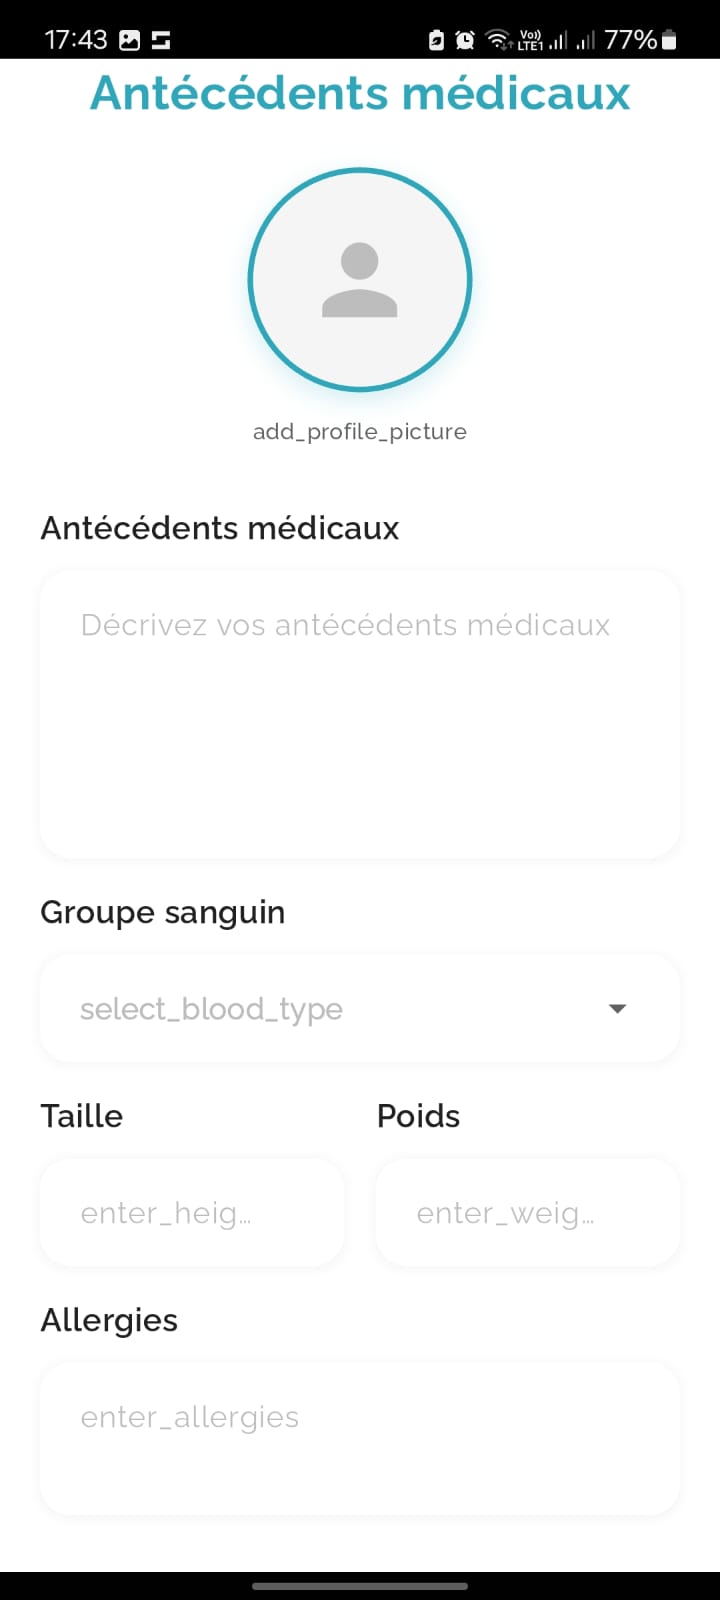 17:43 Vo)) LTE1 77%
Antécédents médicaux
add_profile_picture
Antécédents médicaux
Décrivez vos antécédents médicaux
Groupe sanguin
select_blood_type
Taille Poids
enter_heig… enter_weig…
Allergies
enter_allergies